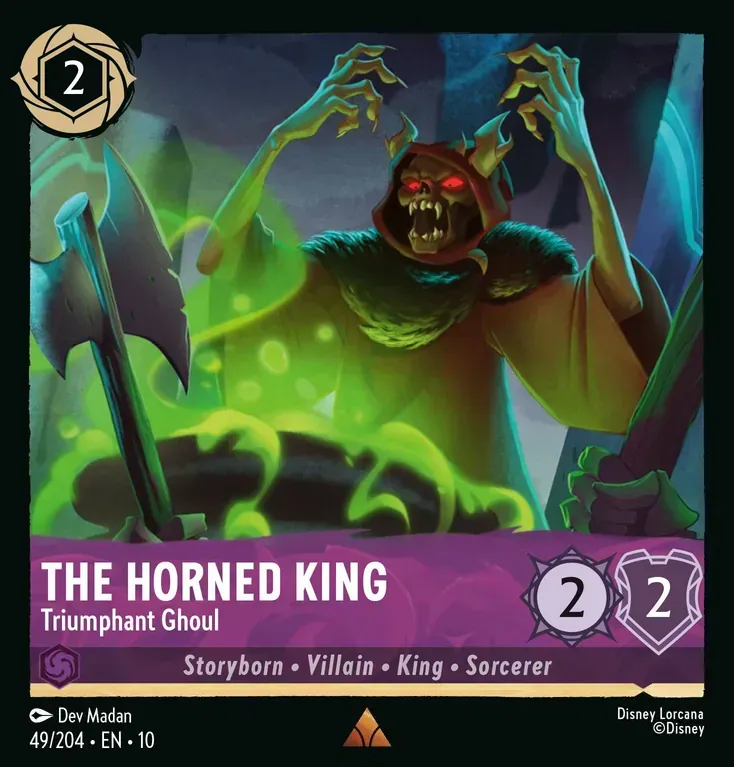 2
THE HORNED KING
Triumphant Ghoul
2
2
Storyborn • Villain • King • Sorcerer
Dev Madan
49/204 • EN • 10
Disney Lorcana
©Disney